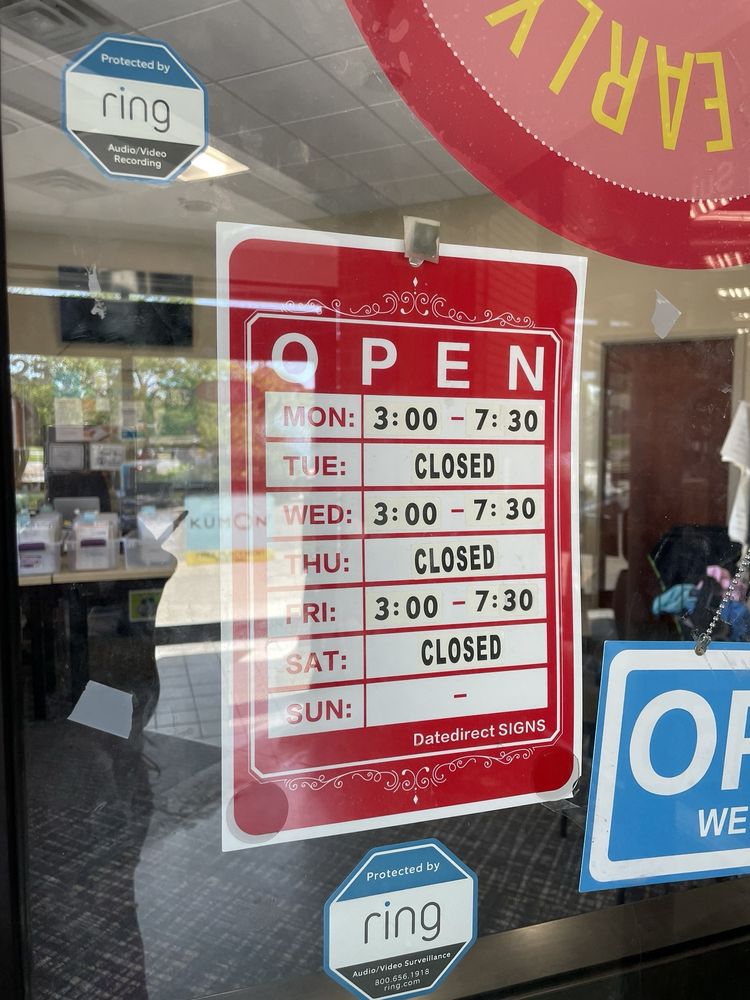 Protected by
ring
Audio/Video
Recording
EARLY
OPEN
MON: 3:00 – 7:30
TUE: CLOSED
WED: 3:00 – 7:30
THU: CLOSED
FRI: 3:00 – 7:30
SAT: CLOSED
SUN: –
Datedirect SIGNS
KUMON
WE
Protected by
ring
Audio/Video Surveillance
800.656.1918
ring.com